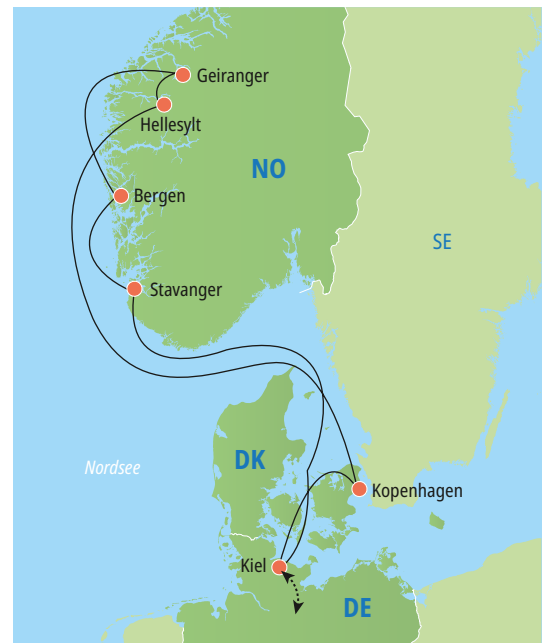 Geiranger
Hellesylt
NO
Bergen
SE
Stavanger
DK
Nordsee
Kopenhagen
Kiel
DE